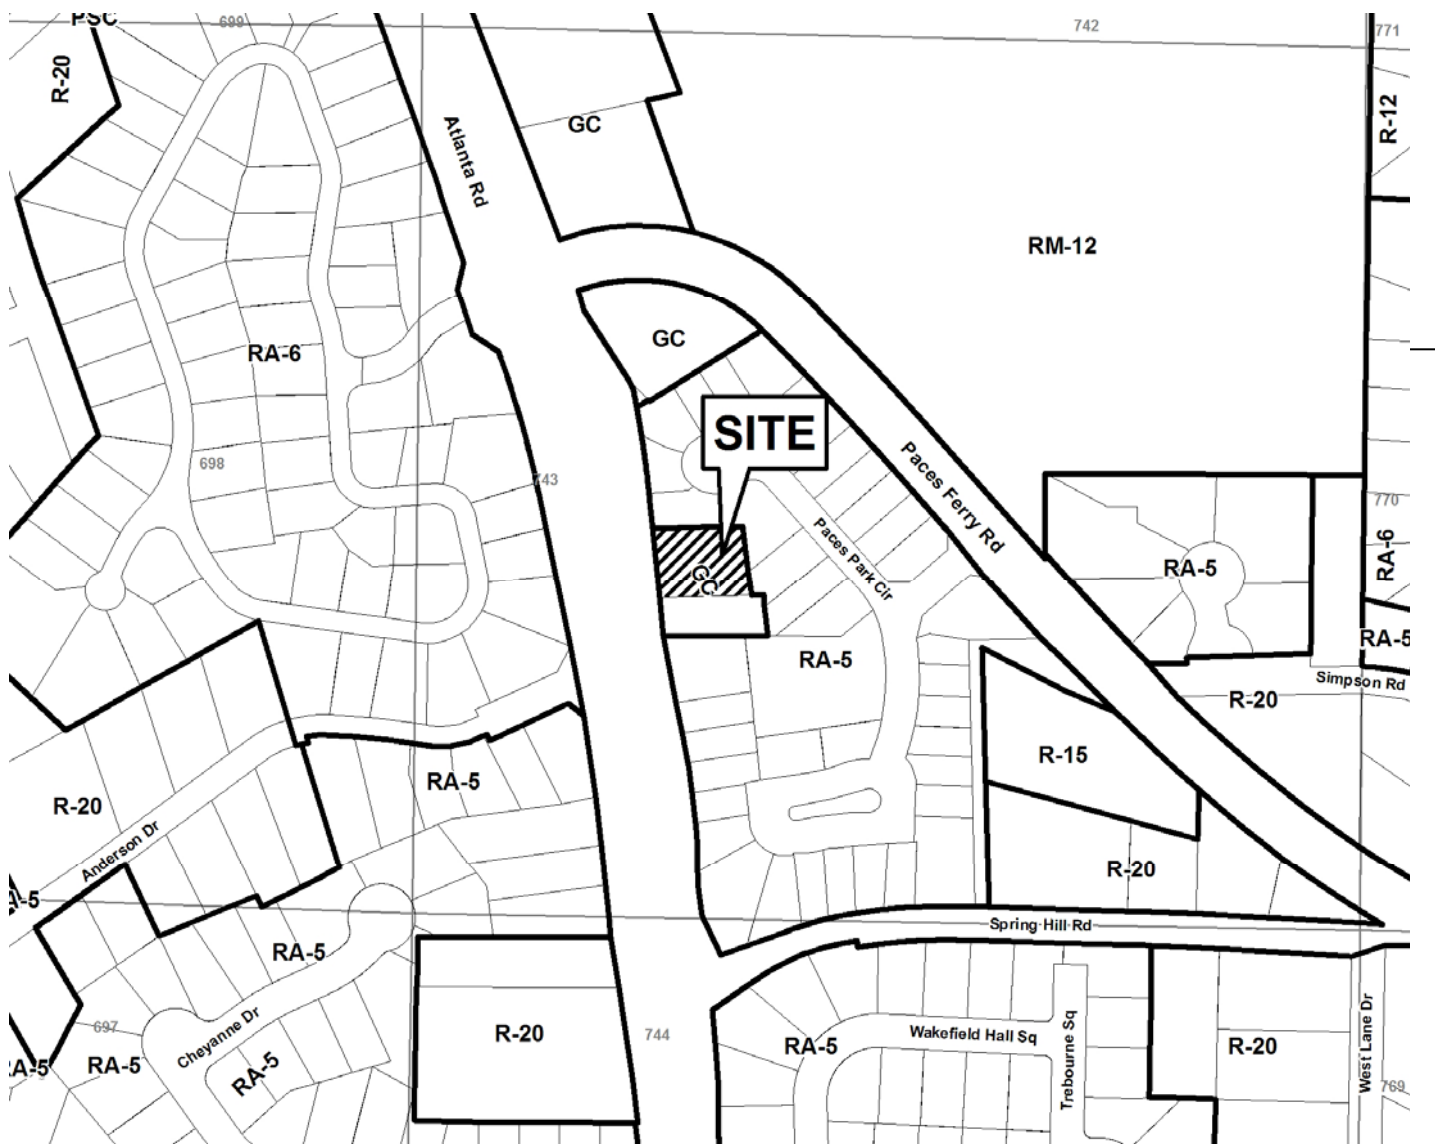 PSC
699
742
771
R-20
R-12
GC
Atlanta Rd
RM-12
GC
RA-6
SITE
698
743
Paces Ferry Rd
770
Paces Park Cir
RA-6
RA-5
GC
RA-5
RA-5
Simpson Rd
R-20
R-15
RA-5
R-20
Anderson Dr
R-20
A-5
Spring Hill Rd
RA-5
697
Cheyanne Dr
R-20
744
Wakefield Hall Sq
Trebourne Sq
West Lane Dr
RA-5
R-20
RA-5
RA-5
RA-5
769